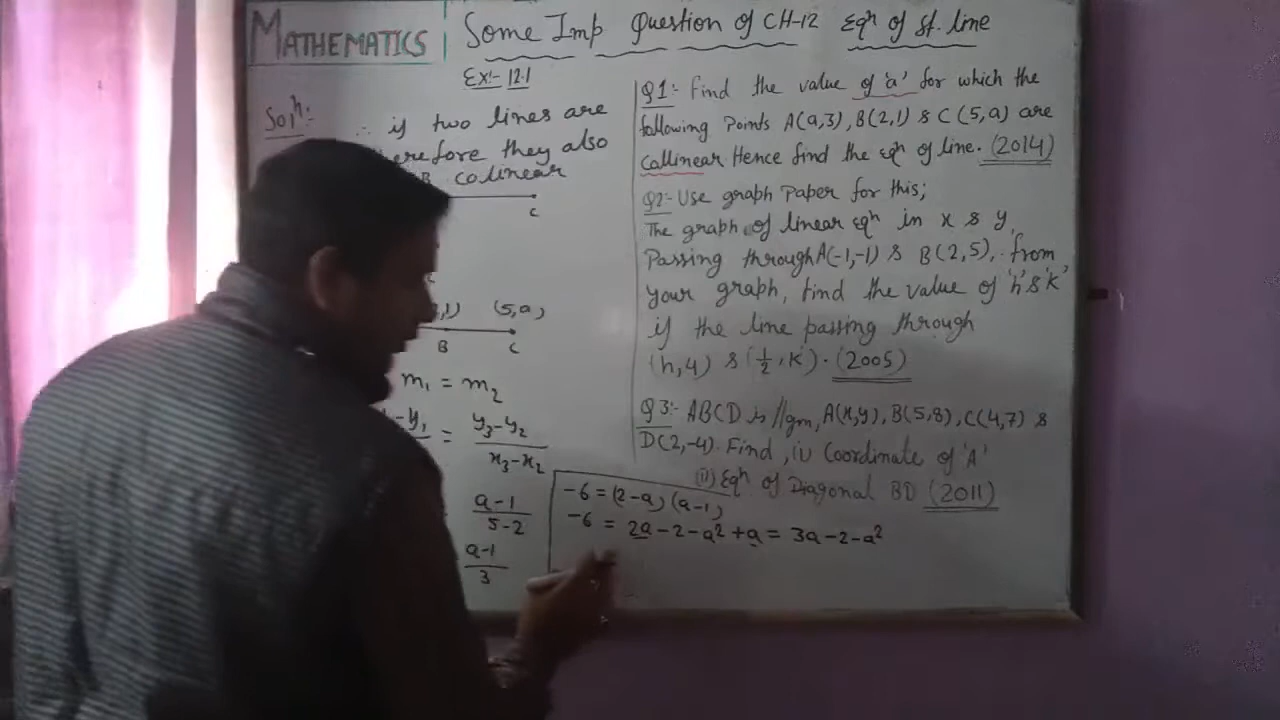 MATHEMATICS
Some Imp Question of CH-12 Eqⁿ of st. line
Ex:- 12.1
Solⁿ:-
∴ if two lines are
erefore they also
B colinear
C
,1) (5,a)
B C
m₁ = m₂
-y₁ = y₃-y₂
x₃-x₂
a-1
5-2
a-1
3
Q1:- Find the value of 'a' for which the
following Points A(a,3), B(2,1) & C(5,a) are
collinear. Hence find the eqⁿ of line. (2014)
Q2:- Use graph Paper for this;
The graph of linear eqⁿ in x & y,
Passing through A(-1,-1) & B(2,5), from
your graph, find the value of 'h' & 'k'
if the line passing through
(h,4) & (1/2, K). (2005)
Q3:- ABCD is //gm, A(x,y), B(5,8), C(4,7) &
D(2,-4). Find (i) Coordinate of 'A'
(ii) Eqⁿ of Diagonal BD (2011)
-6 = (2-a)(a-1)
-6 = 2a-2-a²+a = 3a-2-a²